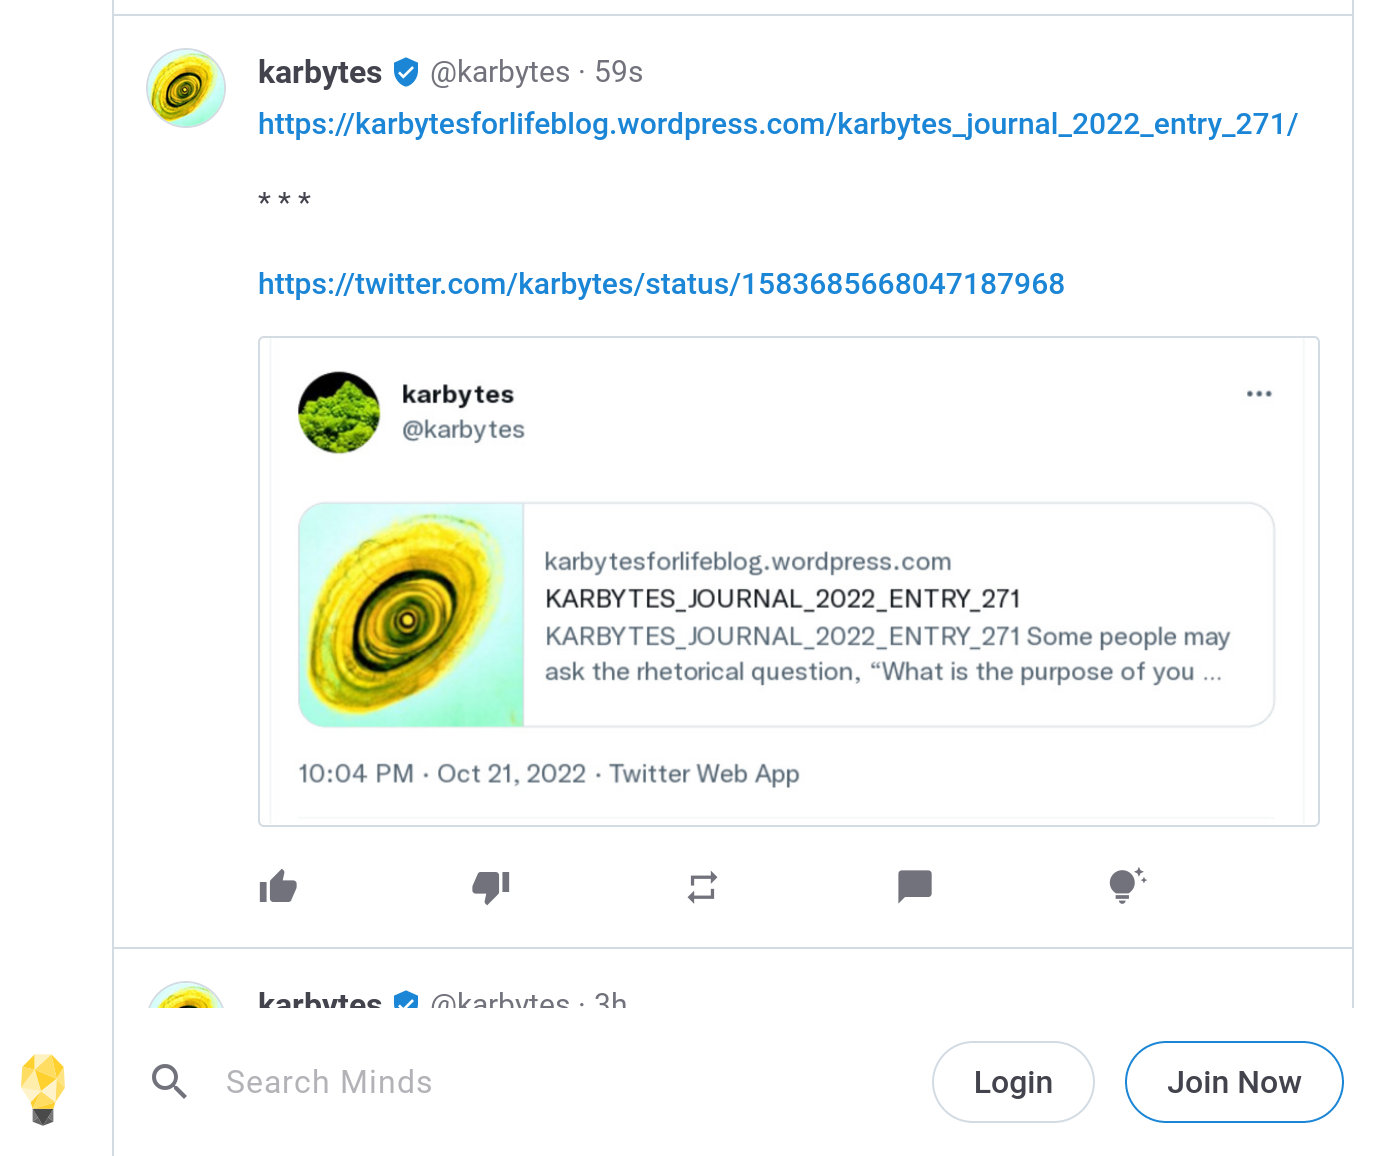 karbytes @karbytes · 59s
https://karbytesforlifeblog.wordpress.com/karbytes_journal_2022_entry_271/
* * *
https://twitter.com/karbytes/status/1583685668047187968
karbytes
@karbytes
karbytesforlifeblog.wordpress.com
KARBYTES_JOURNAL_2022_ENTRY_271
KARBYTES_JOURNAL_2022_ENTRY_271 Some people may
ask the rhetorical question, “What is the purpose of you ...
10:04 PM · Oct 21, 2022 · Twitter Web App
karbytes @karbytes · 3h
Search Minds
Login
Join Now